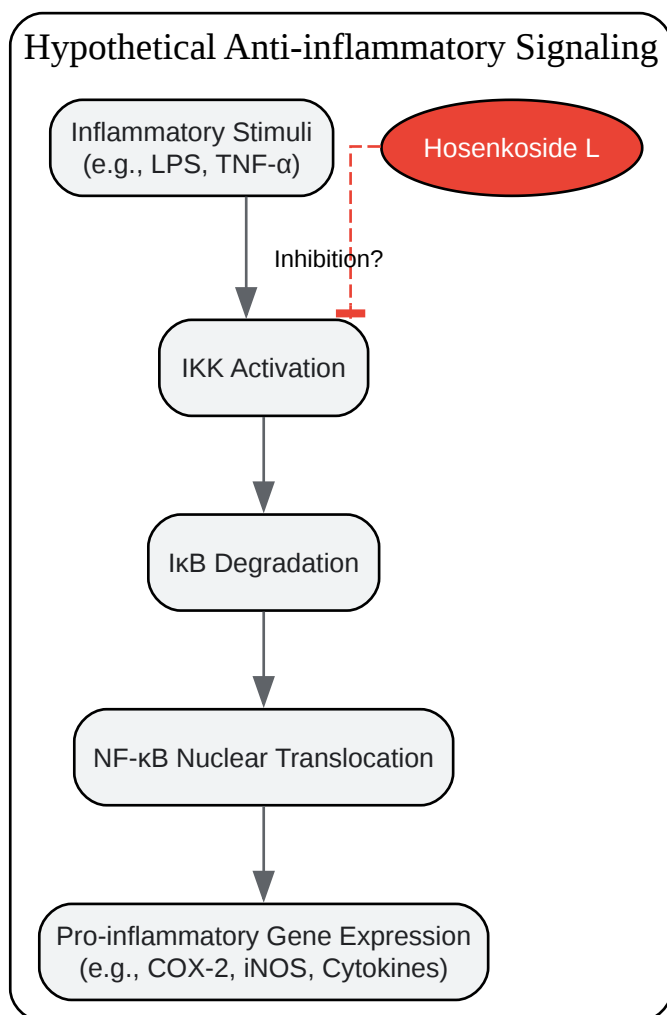 Hypothetical Anti-inflammatory Signaling
Inflammatory Stimuli
(e.g., LPS, TNF-α)
Hosenkoside L
Inhibition?
IKK Activation
IκB Degradation
NF-κB Nuclear Translocation
Pro-inflammatory Gene Expression
(e.g., COX-2, iNOS, Cytokines)